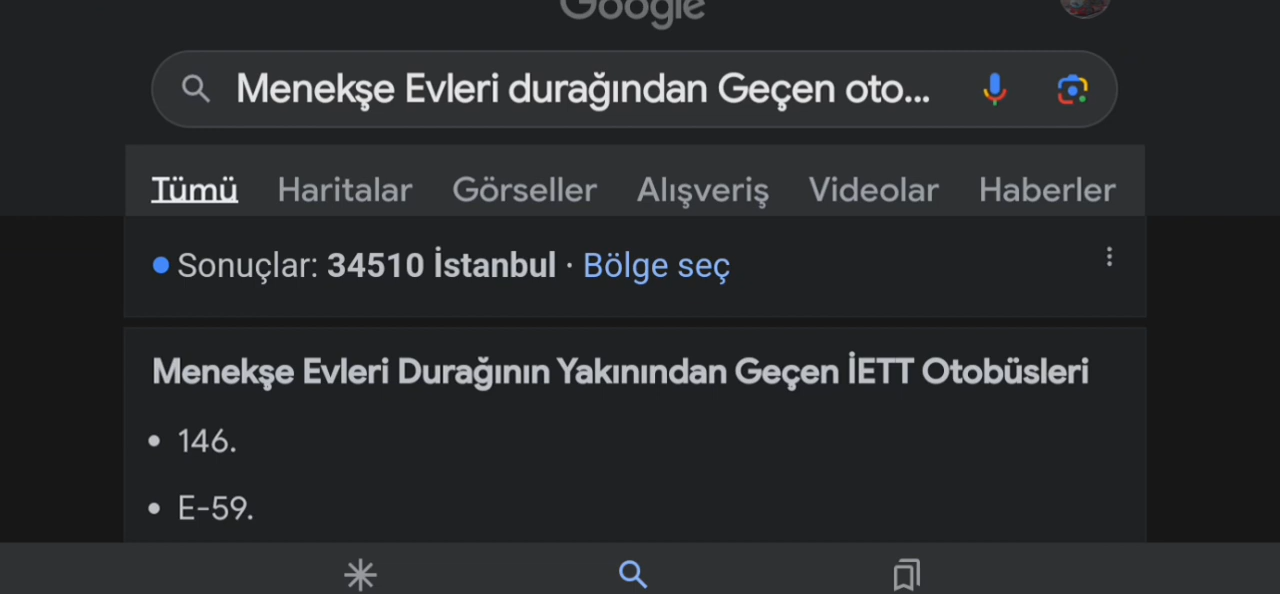 Google
Menekşe Evleri durağından Geçen oto...
Tümü Haritalar Görseller Alışveriş Videolar Haberler
Sonuçlar: 34510 İstanbul · Bölge seç
Menekşe Evleri Durağının Yakınından Geçen İETT Otobüsleri
• 146.
• E-59.